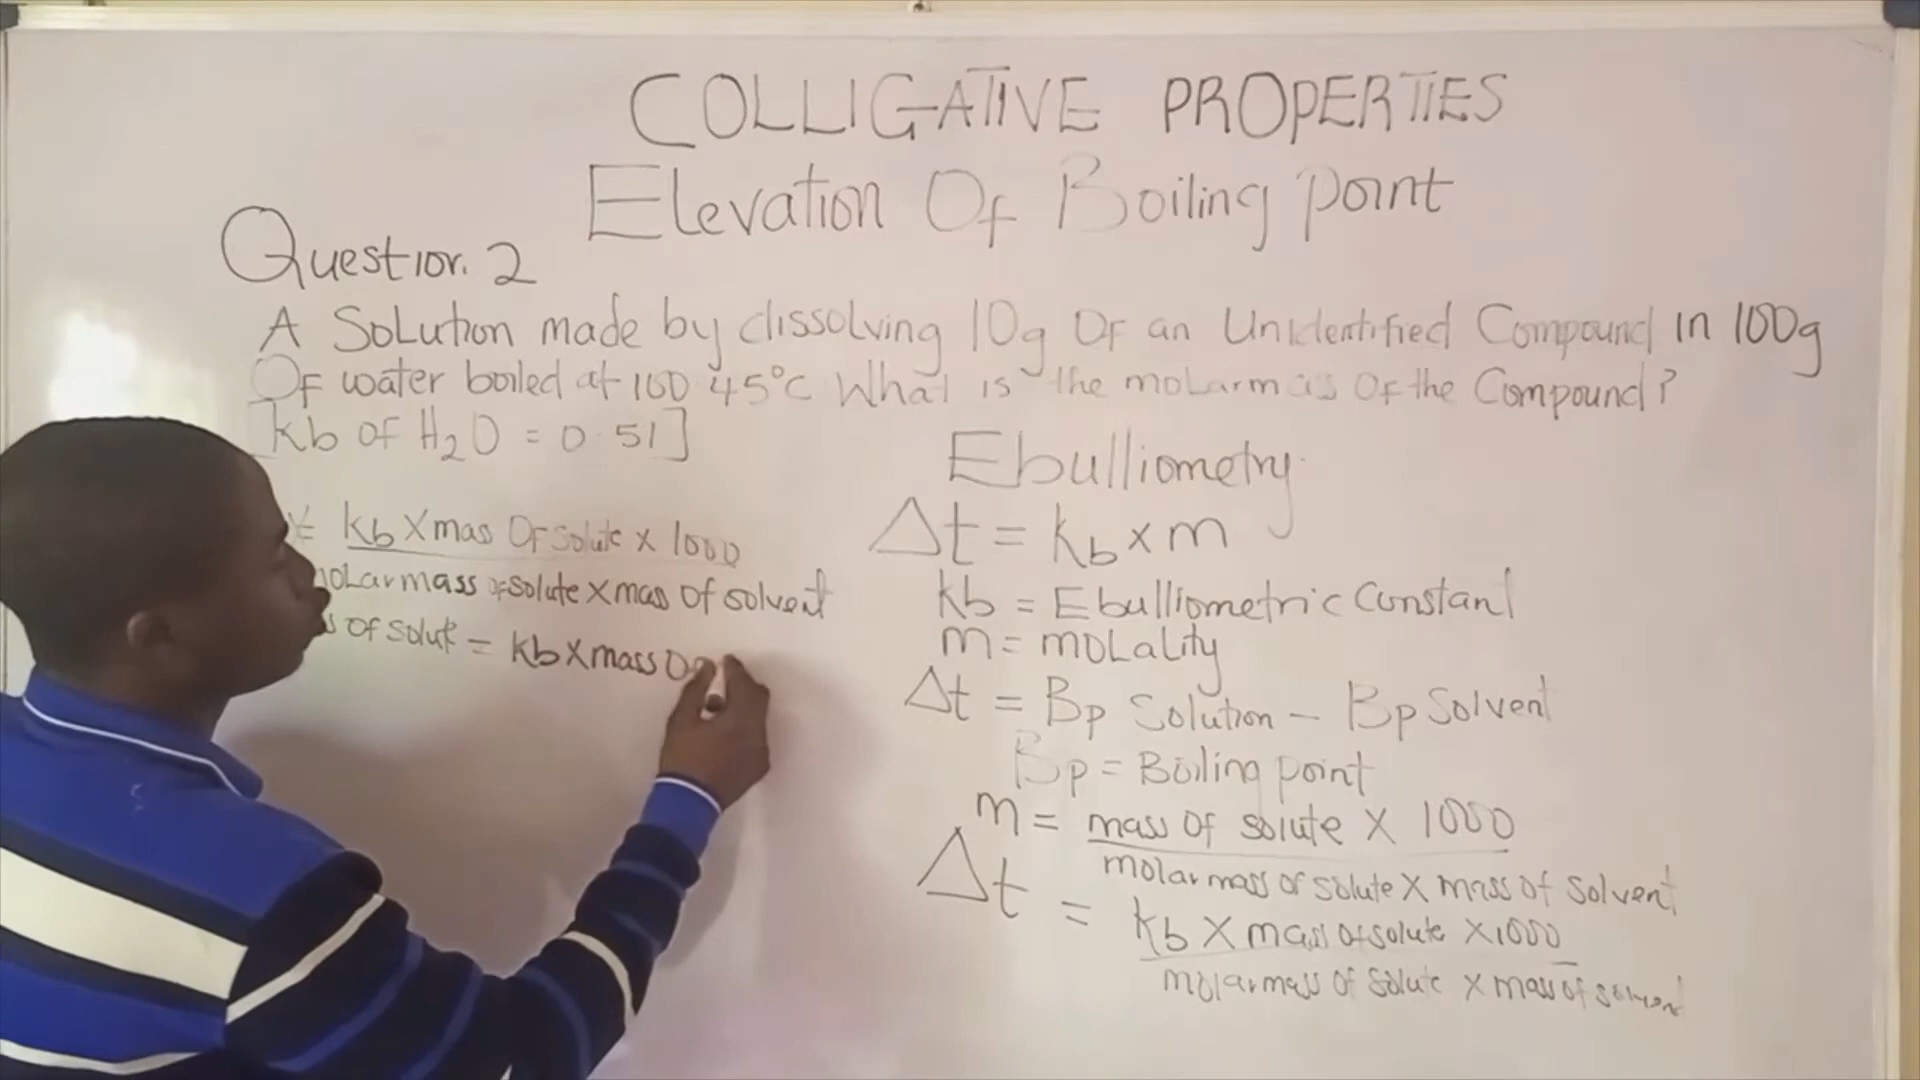 COLLIGATIVE PROPERTIES
Elevation Of Boiling Point
Question 2
A Solution made by dissolving 10g Of an Unidentified Compound in 100g
Of water boiled at 100.45°C What is the molarmass Of the Compound?
[kb of H₂O = 0.51]
= kb X mas Of solute x 1000
molarmass of solute x mas Of solvent
Of solut = kb x mass
Ebulliometry
Δt = kb x m
kb = Ebulliometric Constant
m = moLaLity
Δt = Bp Solution - Bp Solvent
Bp = Boiling point
m = mass Of solute X 1000
molar mass of solute X mass of Solvent
Δt = kb X mass of solute X1000
molarmass Of solute x mass of solvent